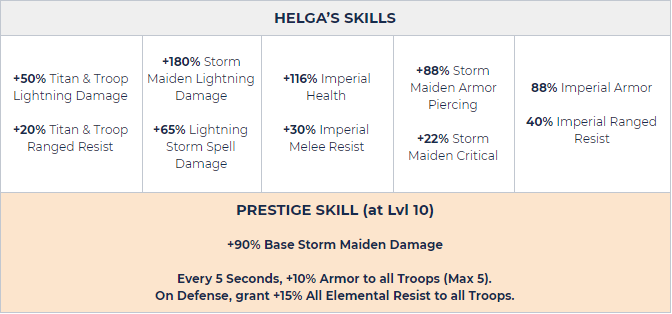 HELGA’S SKILLS
+50% Titan & Troop
Lightning Damage
+20% Titan & Troop
Ranged Resist
+180% Storm
Maiden Lightning
Damage
+65% Lightning
Storm Spell
Damage
+116% Imperial
Health
+30% Imperial
Melee Resist
+88% Storm
Maiden Armor
Piercing
+22% Storm
Maiden Critical
88% Imperial Armor
40% Imperial Ranged
Resist
PRESTIGE SKILL (at Lvl 10)
+90% Base Storm Maiden Damage
Every 5 Seconds, +10% Armor to all Troops (Max 5).
On Defense, grant +15% All Elemental Resist to all Troops.